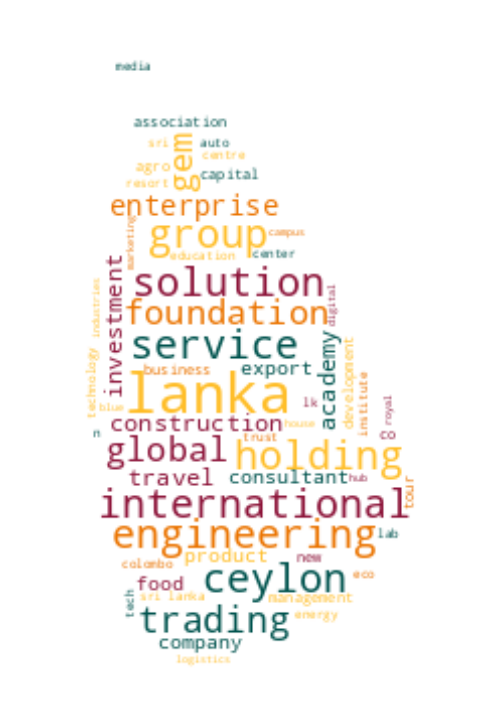 media
association
sri
auto
gem
centre
agro
capital
resort
enterprise
marketing
group
campus
education
center
investment
solution
industries
digital
foundation
service
academy
technology
development
business
export
institute
lanka
blue
lk
royal
construction
house
n
co
trust
global
holding
travel
consultant
hub
tour
international
engineering
lab
product
new
colombo
ceylon
eco
food
tech
sri lanka
management
trading
energy
company
logistics